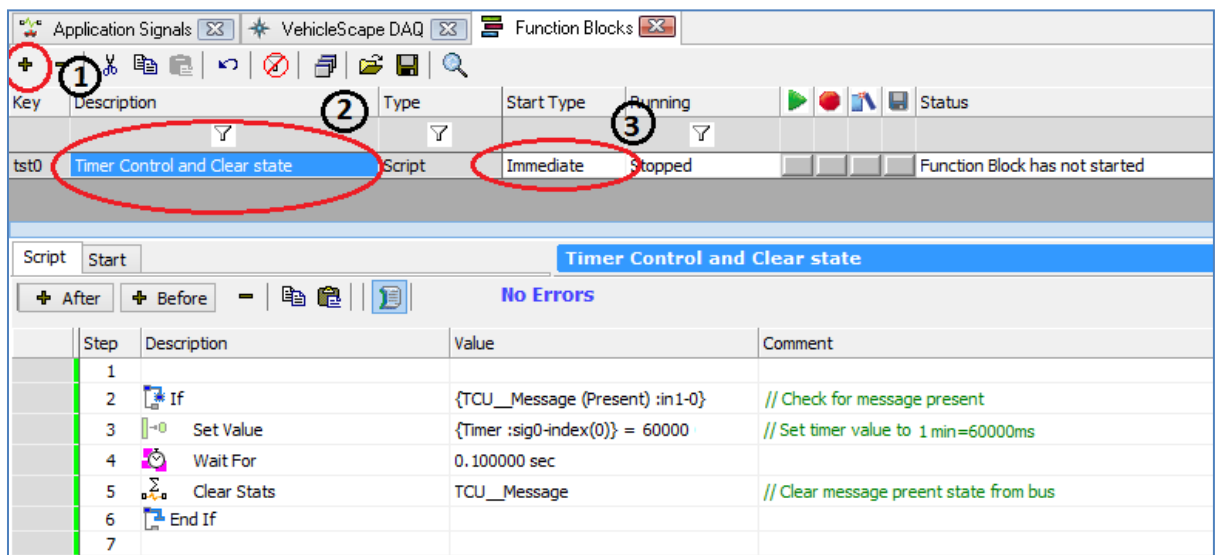 Application Signals VehicleScape DAQ Function Blocks
1
Key Description Type Start Type Running Status
2 3
tst0 Timer Control and Clear state Script Immediate Stopped Function Block has not started
Script Start Timer Control and Clear state
After Before No Errors
Step Description Value Comment
1
2 If {TCU__Message (Present) :in1-0} // Check for message present
3 Set Value {Timer :sig0-index(0)} = 60000 // Set timer value to 1 min=60000ms
4 Wait For 0.100000 sec
5 Clear Stats TCU__Message // Clear message preent state from bus
6 End If
7